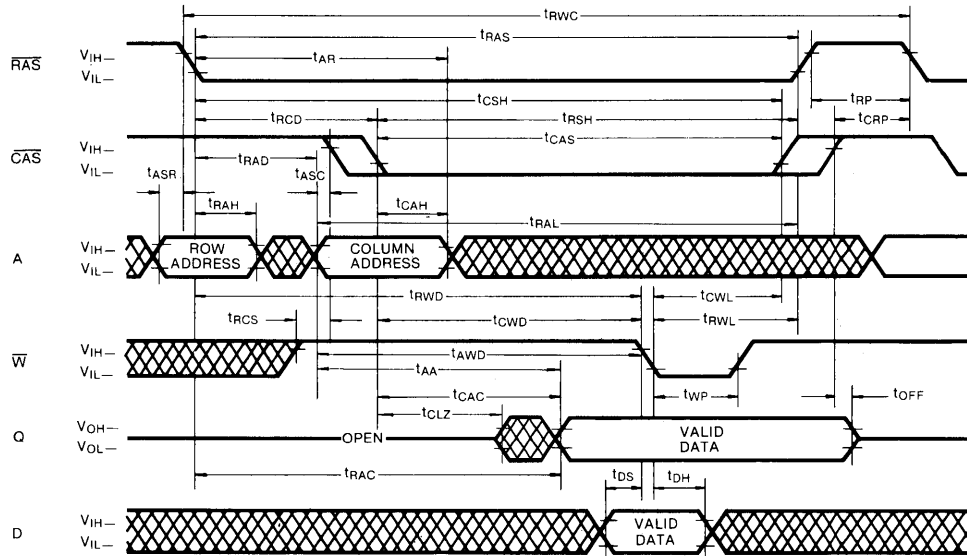 tRWC
tRAS
tAR
RAS
VIH—
VIL—
tCSH
tRP
tRCD
tRSH
tCRP
tCAS
CAS
VIH—
VIL—
tRAD
tASC
tASR
tRAH
tCAH
tRAL
A
VIH—
VIL—
ROW
ADDRESS
COLUMN
ADDRESS
tRWD
tCWL
tRCS
tCWD
tRWL
W
VIH—
VIL—
tAWD
tAA
tCAC
tWP
tOFF
tCLZ
Q
VOH—
VOL—
OPEN
VALID
DATA
tRAC
tDS
tDH
D
VIH—
VIL—
VALID
DATA